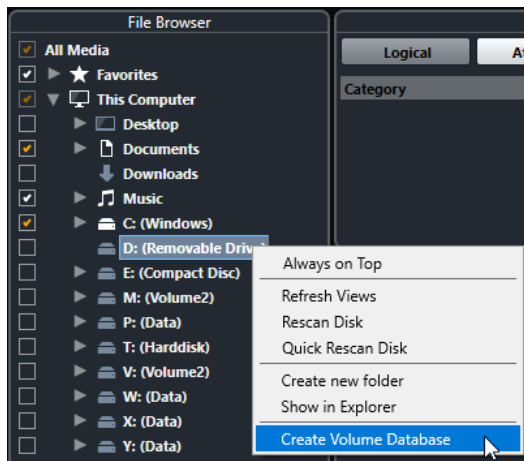 File Browser
All Media
Favorites
This Computer
Desktop
Documents
Downloads
Music
C: (Windows)
D: (Removable
E: (Compact Disc)
M: (Volume2)
P: (Data)
T: (Harddisk)
V: (Volume2)
W: (Data)
X: (Data)
Y: (Data)
Logical
Category
Always on Top
Refresh Views
Rescan Disk
Quick Rescan Disk
Create new folder
Show in Explorer
Create Volume Database